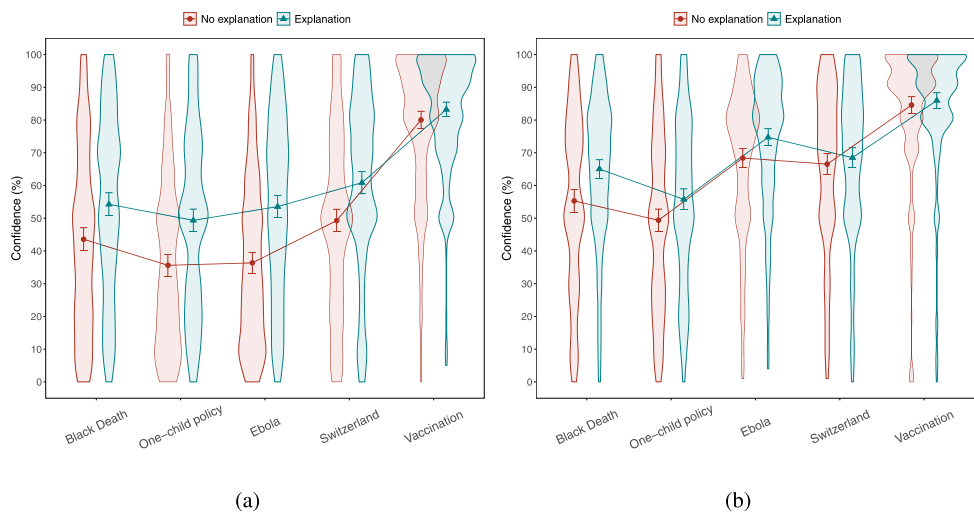 No explanation Explanation
Confidence (%)
100
90
80
70
60
50
40
30
20
10
0
Black Death
One−child policy
Ebola
Switzerland
Vaccination
(a)
No explanation Explanation
Confidence (%)
100
90
80
70
60
50
40
30
20
10
0
Black Death
One−child policy
Ebola
Switzerland
Vaccination
(b)